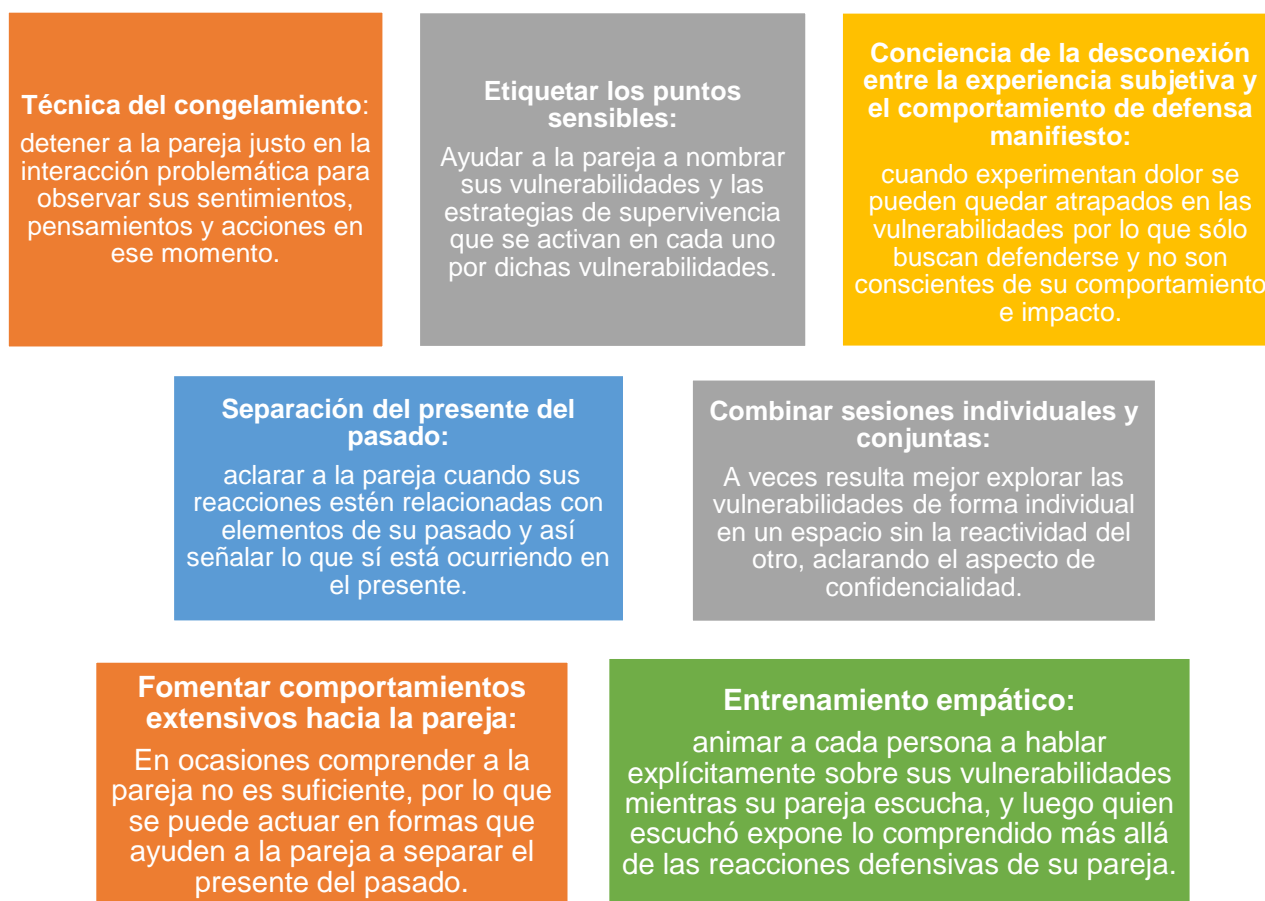 Técnica del congelamiento:
detener a la pareja justo en la
interacción problemática para
observar sus sentimientos,
pensamientos y acciones en
ese momento.
Etiquetar los puntos
sensibles:
Ayudar a la pareja a nombrar
sus vulnerabilidades y las
estrategias de supervivencia
que se activan en cada uno
por dichas vulnerabilidades.
Conciencia de la desconexión
entre la experiencia subjetiva y
el comportamiento de defensa
manifiesto:
cuando experimentan dolor se
pueden quedar atrapados en las
vulnerabilidades por lo que sólo
buscan defenderse y no son
conscientes de su comportamiento
e impacto.
Separación del presente del
pasado:
aclarar a la pareja cuando sus
reacciones estén relacionadas con
elementos de su pasado y así
señalar lo que sí está ocurriendo en
el presente.
Combinar sesiones individuales y
conjuntas:
A veces resulta mejor explorar las
vulnerabilidades de forma individual
en un espacio sin la reactividad del
otro, aclarando el aspecto de
confidencialidad.
Fomentar comportamientos
extensivos hacia la pareja:
En ocasiones comprender a la
pareja no es suficiente, por lo que
se puede actuar en formas que
ayuden a la pareja a separar el
presente del pasado.
Entrenamiento empático:
animar a cada persona a hablar
explícitamente sobre sus vulnerabilidades
mientras su pareja escucha, y luego quien
escuchó expone lo comprendido más allá
de las reacciones defensivas de su pareja.